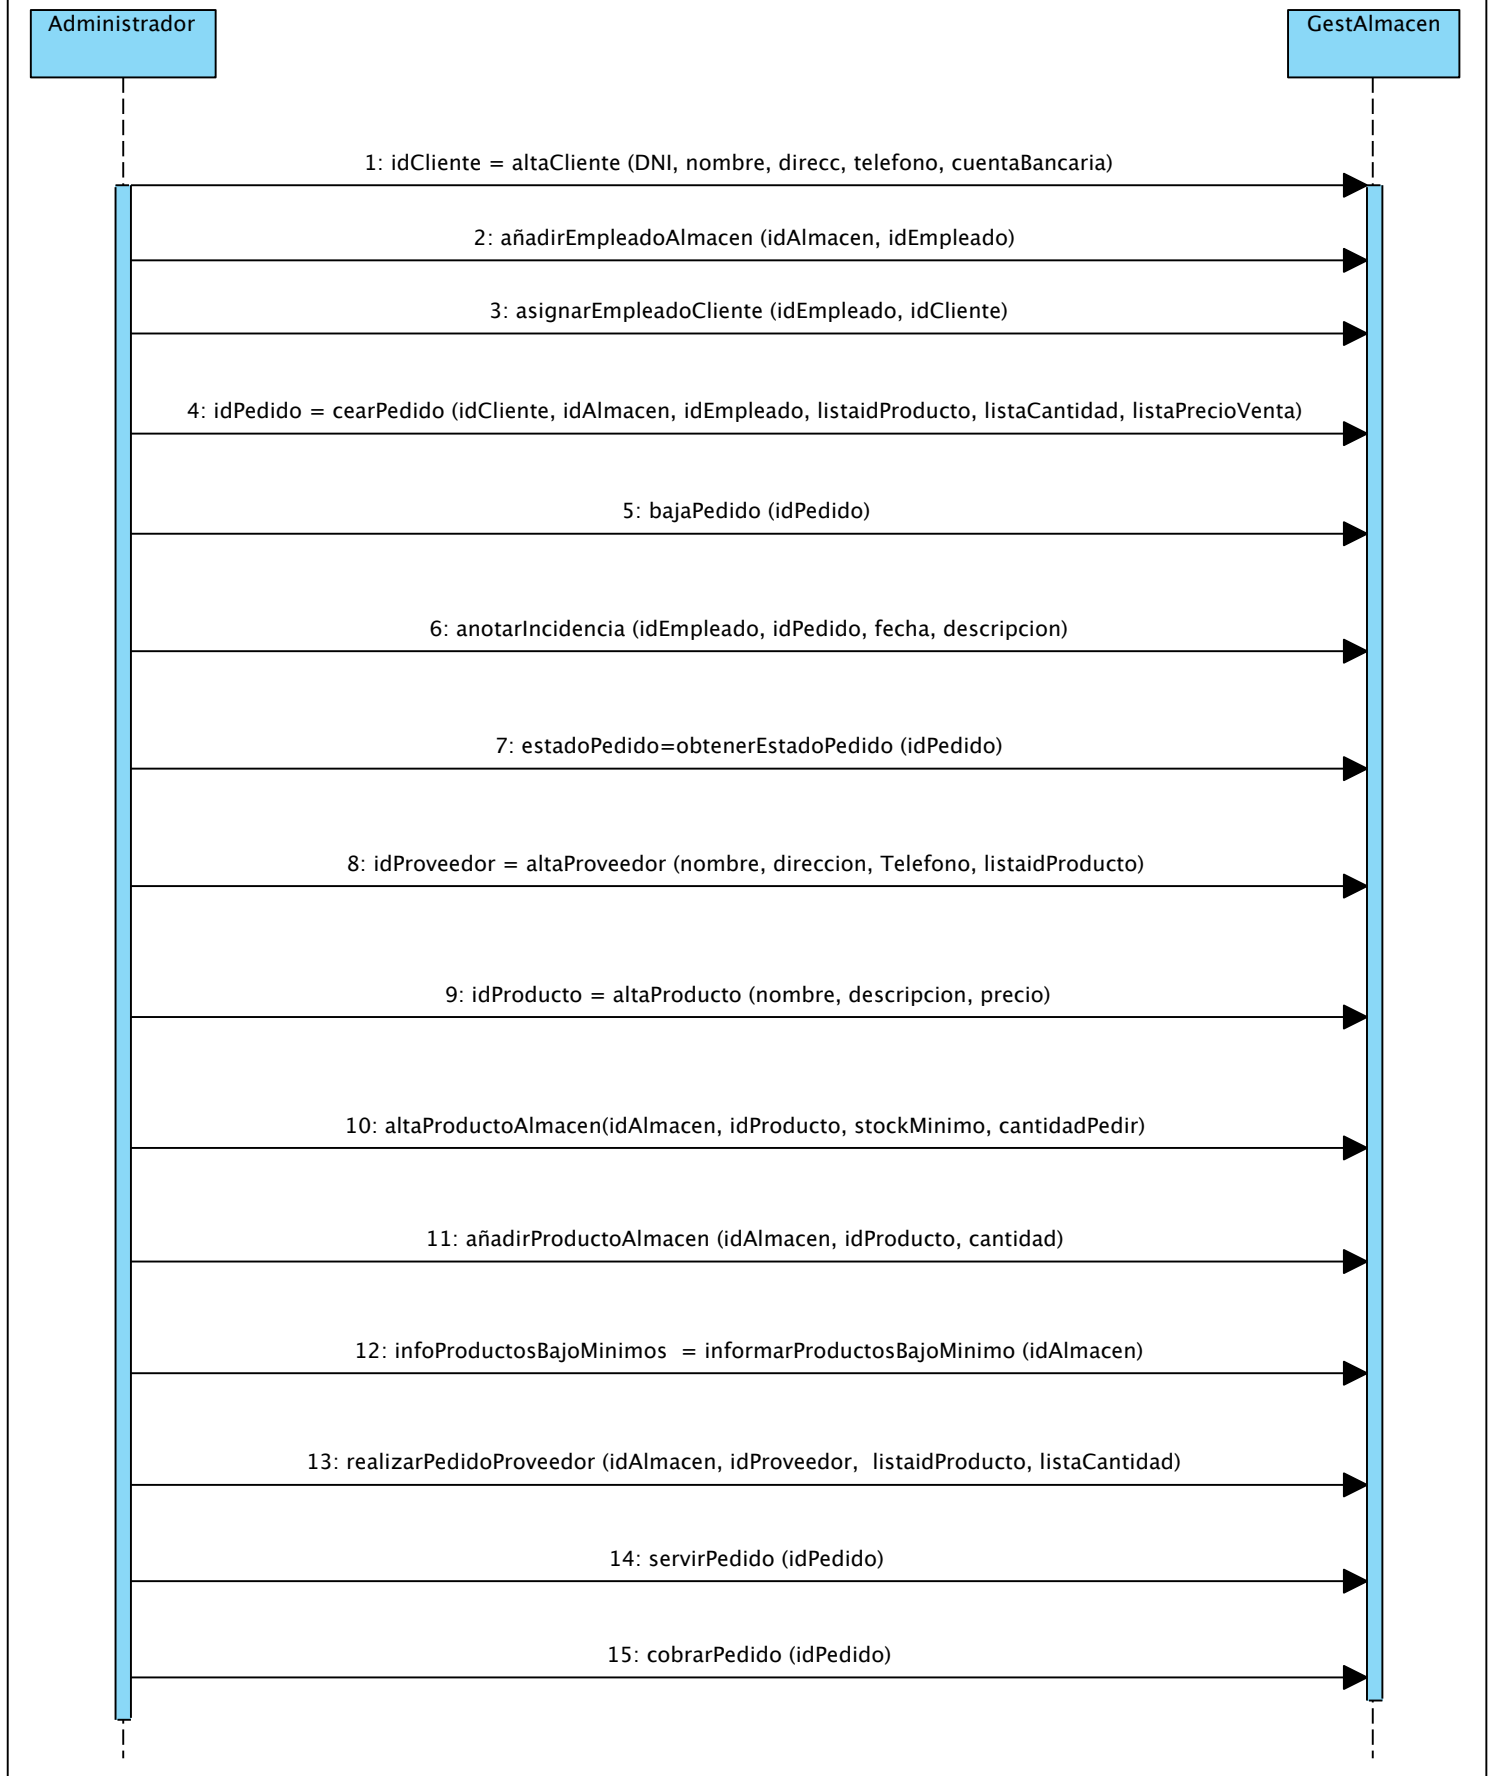 Administrador
GestAlmacen
1: idCliente = altaCliente (DNI, nombre, direcc, telefono, cuentaBancaria)
2: añadirEmpleadoAlmacen (idAlmacen, idEmpleado)
3: asignarEmpleadoCliente (idEmpleado, idCliente)
4: idPedido = cearPedido (idCliente, idAlmacen, idEmpleado, listaidProducto, listaCantidad, listaPrecioVenta)
5: bajaPedido (idPedido)
6: anotarIncidencia (idEmpleado, idPedido, fecha, descripcion)
7: estadoPedido=obtenerEstadoPedido (idPedido)
8: idProveedor = altaProveedor (nombre, direccion, Telefono, listaidProducto)
9: idProducto = altaProducto (nombre, descripcion, precio)
10: altaProductoAlmacen(idAlmacen, idProducto, stockMinimo, cantidadPedir)
11: añadirProductoAlmacen (idAlmacen, idProducto, cantidad)
12: infoProductosBajoMinimos  = informarProductosBajoMinimo (idAlmacen)
13: realizarPedidoProveedor (idAlmacen, idProveedor,  listaidProducto, listaCantidad)
14: servirPedido (idPedido)
15: cobrarPedido (idPedido)